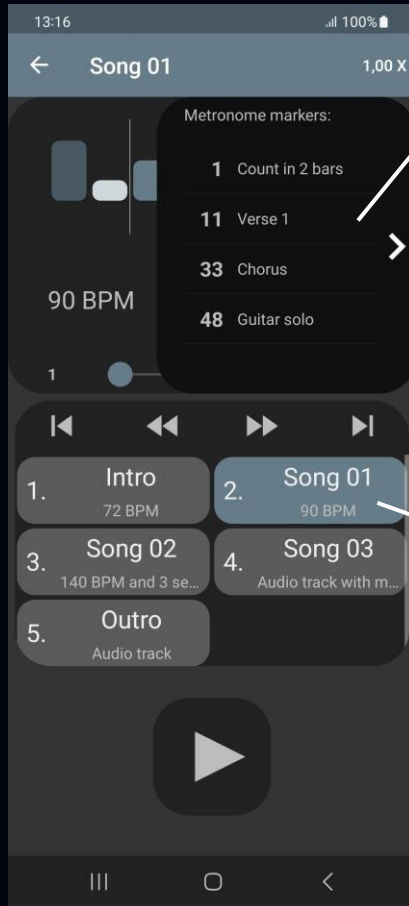 13:16
100%
Song 01
1,00 X
Metronome markers:
1 Count in 2 bars
11 Verse 1
33 Chorus
48 Guitar solo
90 BPM
1
1. Intro
72 BPM
2. Song 01
90 BPM
3. Song 02
140 BPM and 3 se...
4. Song 03
Audio track with m...
5. Outro
Audio track